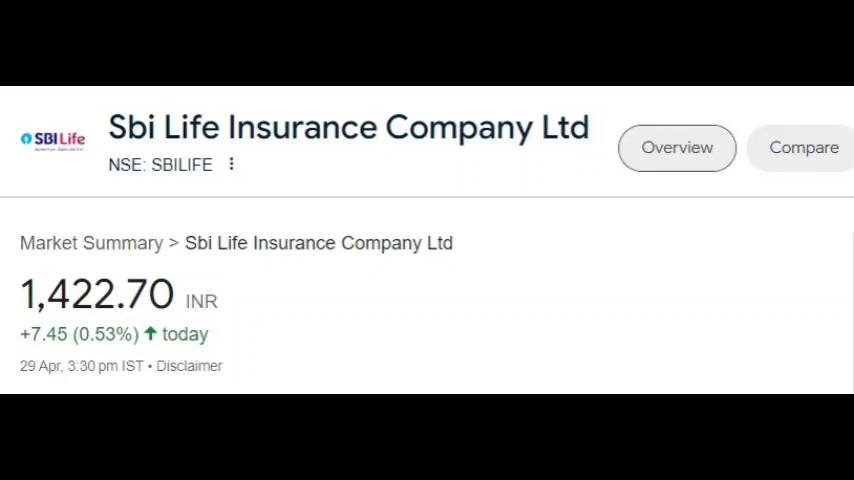 Sbi Life Insurance Company Ltd
SBI Life
NSE: SBILIFE
Overview
Compare
Market Summary > Sbi Life Insurance Company Ltd
1,422.70 INR
+7.45 (0.53%) ↑ today
29 Apr, 3:30 pm IST • Disclaimer